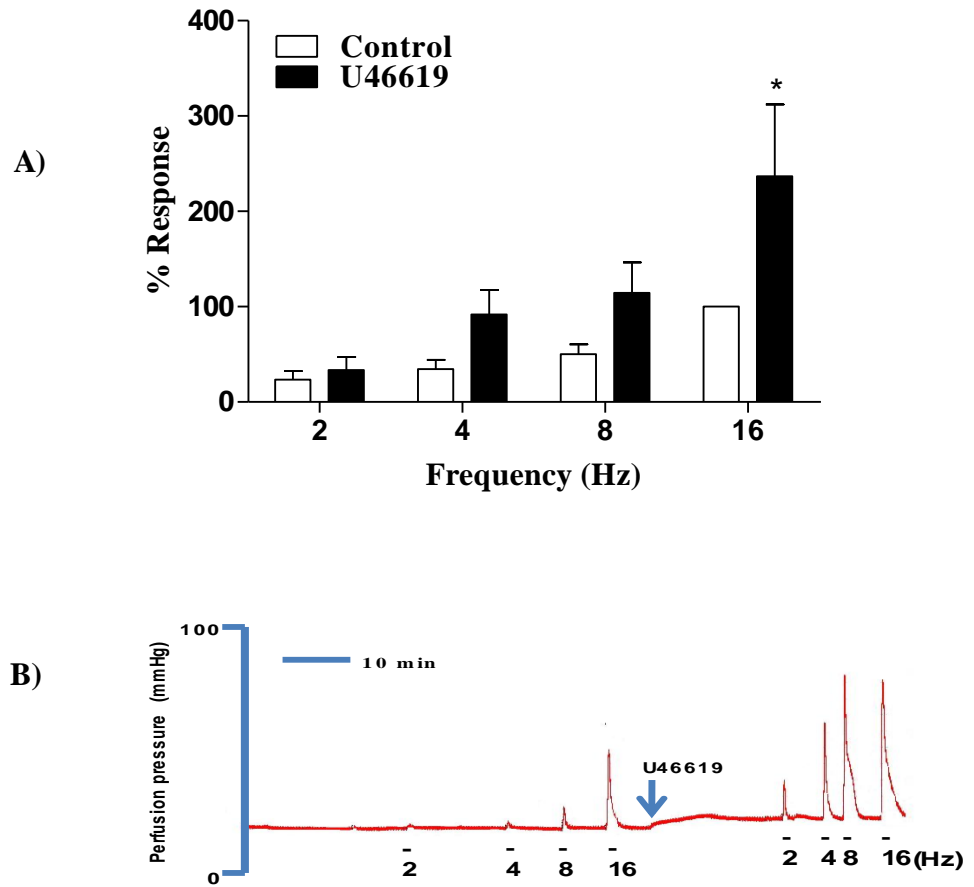 A)
% Response
400
300
200
100
0
Control
U46619
*
2 4 8 16
Frequency (Hz)
B)
Perfusion pressure (mmHg)
100
0
10 min
U46619
2 4 8 16 2 4 8 16 (Hz)